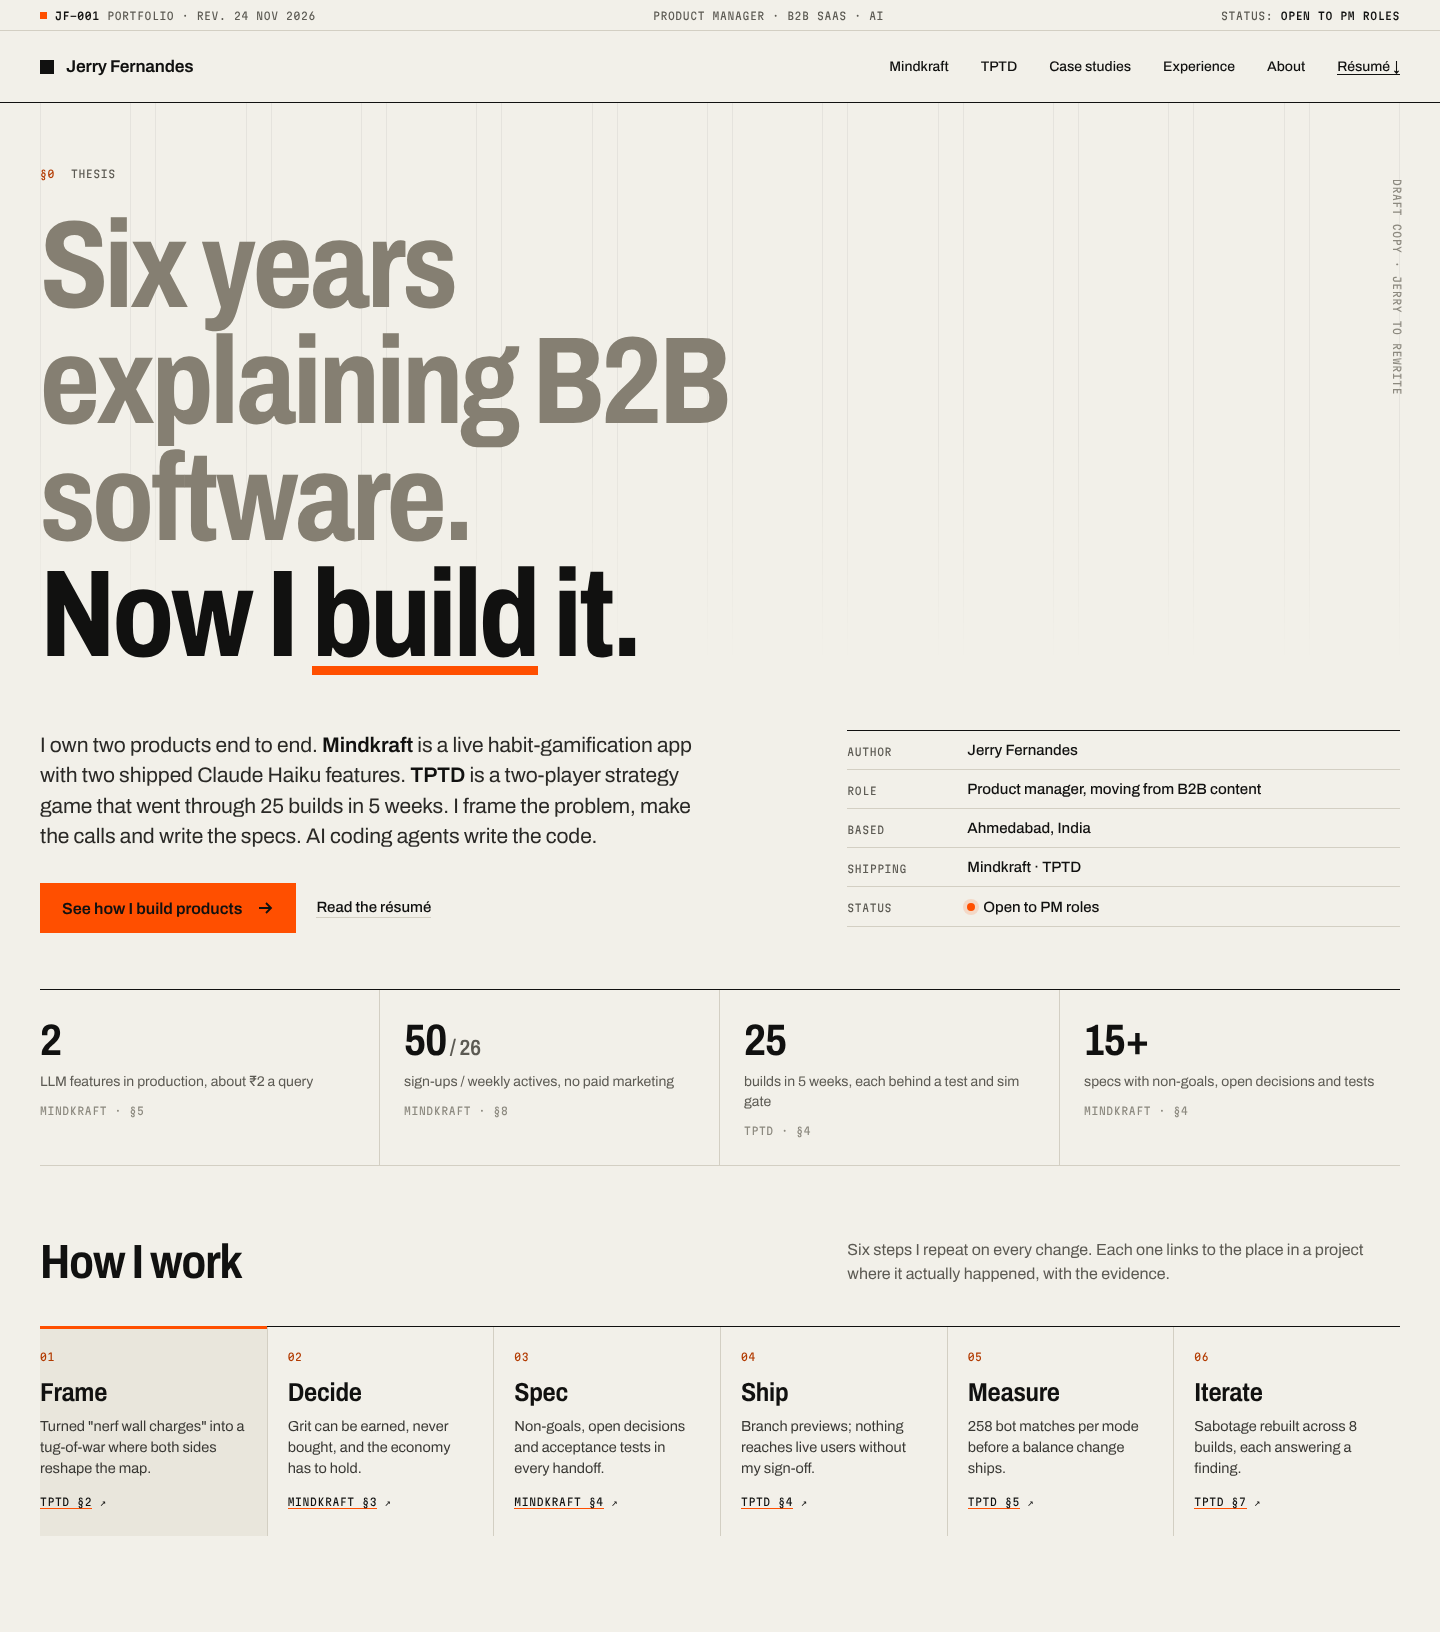 JF-001 PORTFOLIO · REV. 24 NOV 2026
PRODUCT MANAGER · B2B SAAS · AI
STATUS: OPEN TO PM ROLES
Jerry Fernandes
Mindkraft
TPTD
Case studies
Experience
About
Résumé ↓
§0 THESIS
DRAFT COPY · JERRY TO REWRITE
Six years
explaining B2B
software.
Now I build it.
I own two products end to end. Mindkraft is a live habit-gamification app
with two shipped Claude Haiku features. TPTD is a two-player strategy
game that went through 25 builds in 5 weeks. I frame the problem, make
the calls and write the specs. AI coding agents write the code.
See how I build products →
Read the résumé
AUTHOR Jerry Fernandes
ROLE Product manager, moving from B2B content
BASED Ahmedabad, India
SHIPPING Mindkraft · TPTD
STATUS Open to PM roles
2
LLM features in production, about ₹2 a query
MINDKRAFT · §5
50 / 26
sign-ups / weekly actives, no paid marketing
MINDKRAFT · §8
25
builds in 5 weeks, each behind a test and sim
gate
TPTD · §4
15+
specs with non-goals, open decisions and tests
MINDKRAFT · §4
How I work
Six steps I repeat on every change. Each one links to the place in a project
where it actually happened, with the evidence.
01
Frame
Turned "nerf wall charges" into a
tug-of-war where both sides
reshape the map.
TPTD §2 ↗
02
Decide
Grit can be earned, never
bought, and the economy
has to hold.
MINDKRAFT §3 ↗
03
Spec
Non-goals, open decisions
and acceptance tests in
every handoff.
MINDKRAFT §4 ↗
04
Ship
Branch previews; nothing
reaches live users without
my sign-off.
TPTD §4 ↗
05
Measure
258 bot matches per mode
before a balance change
ships.
TPTD §5 ↗
06
Iterate
Sabotage rebuilt across 8
builds, each answering a
finding.
TPTD §7 ↗